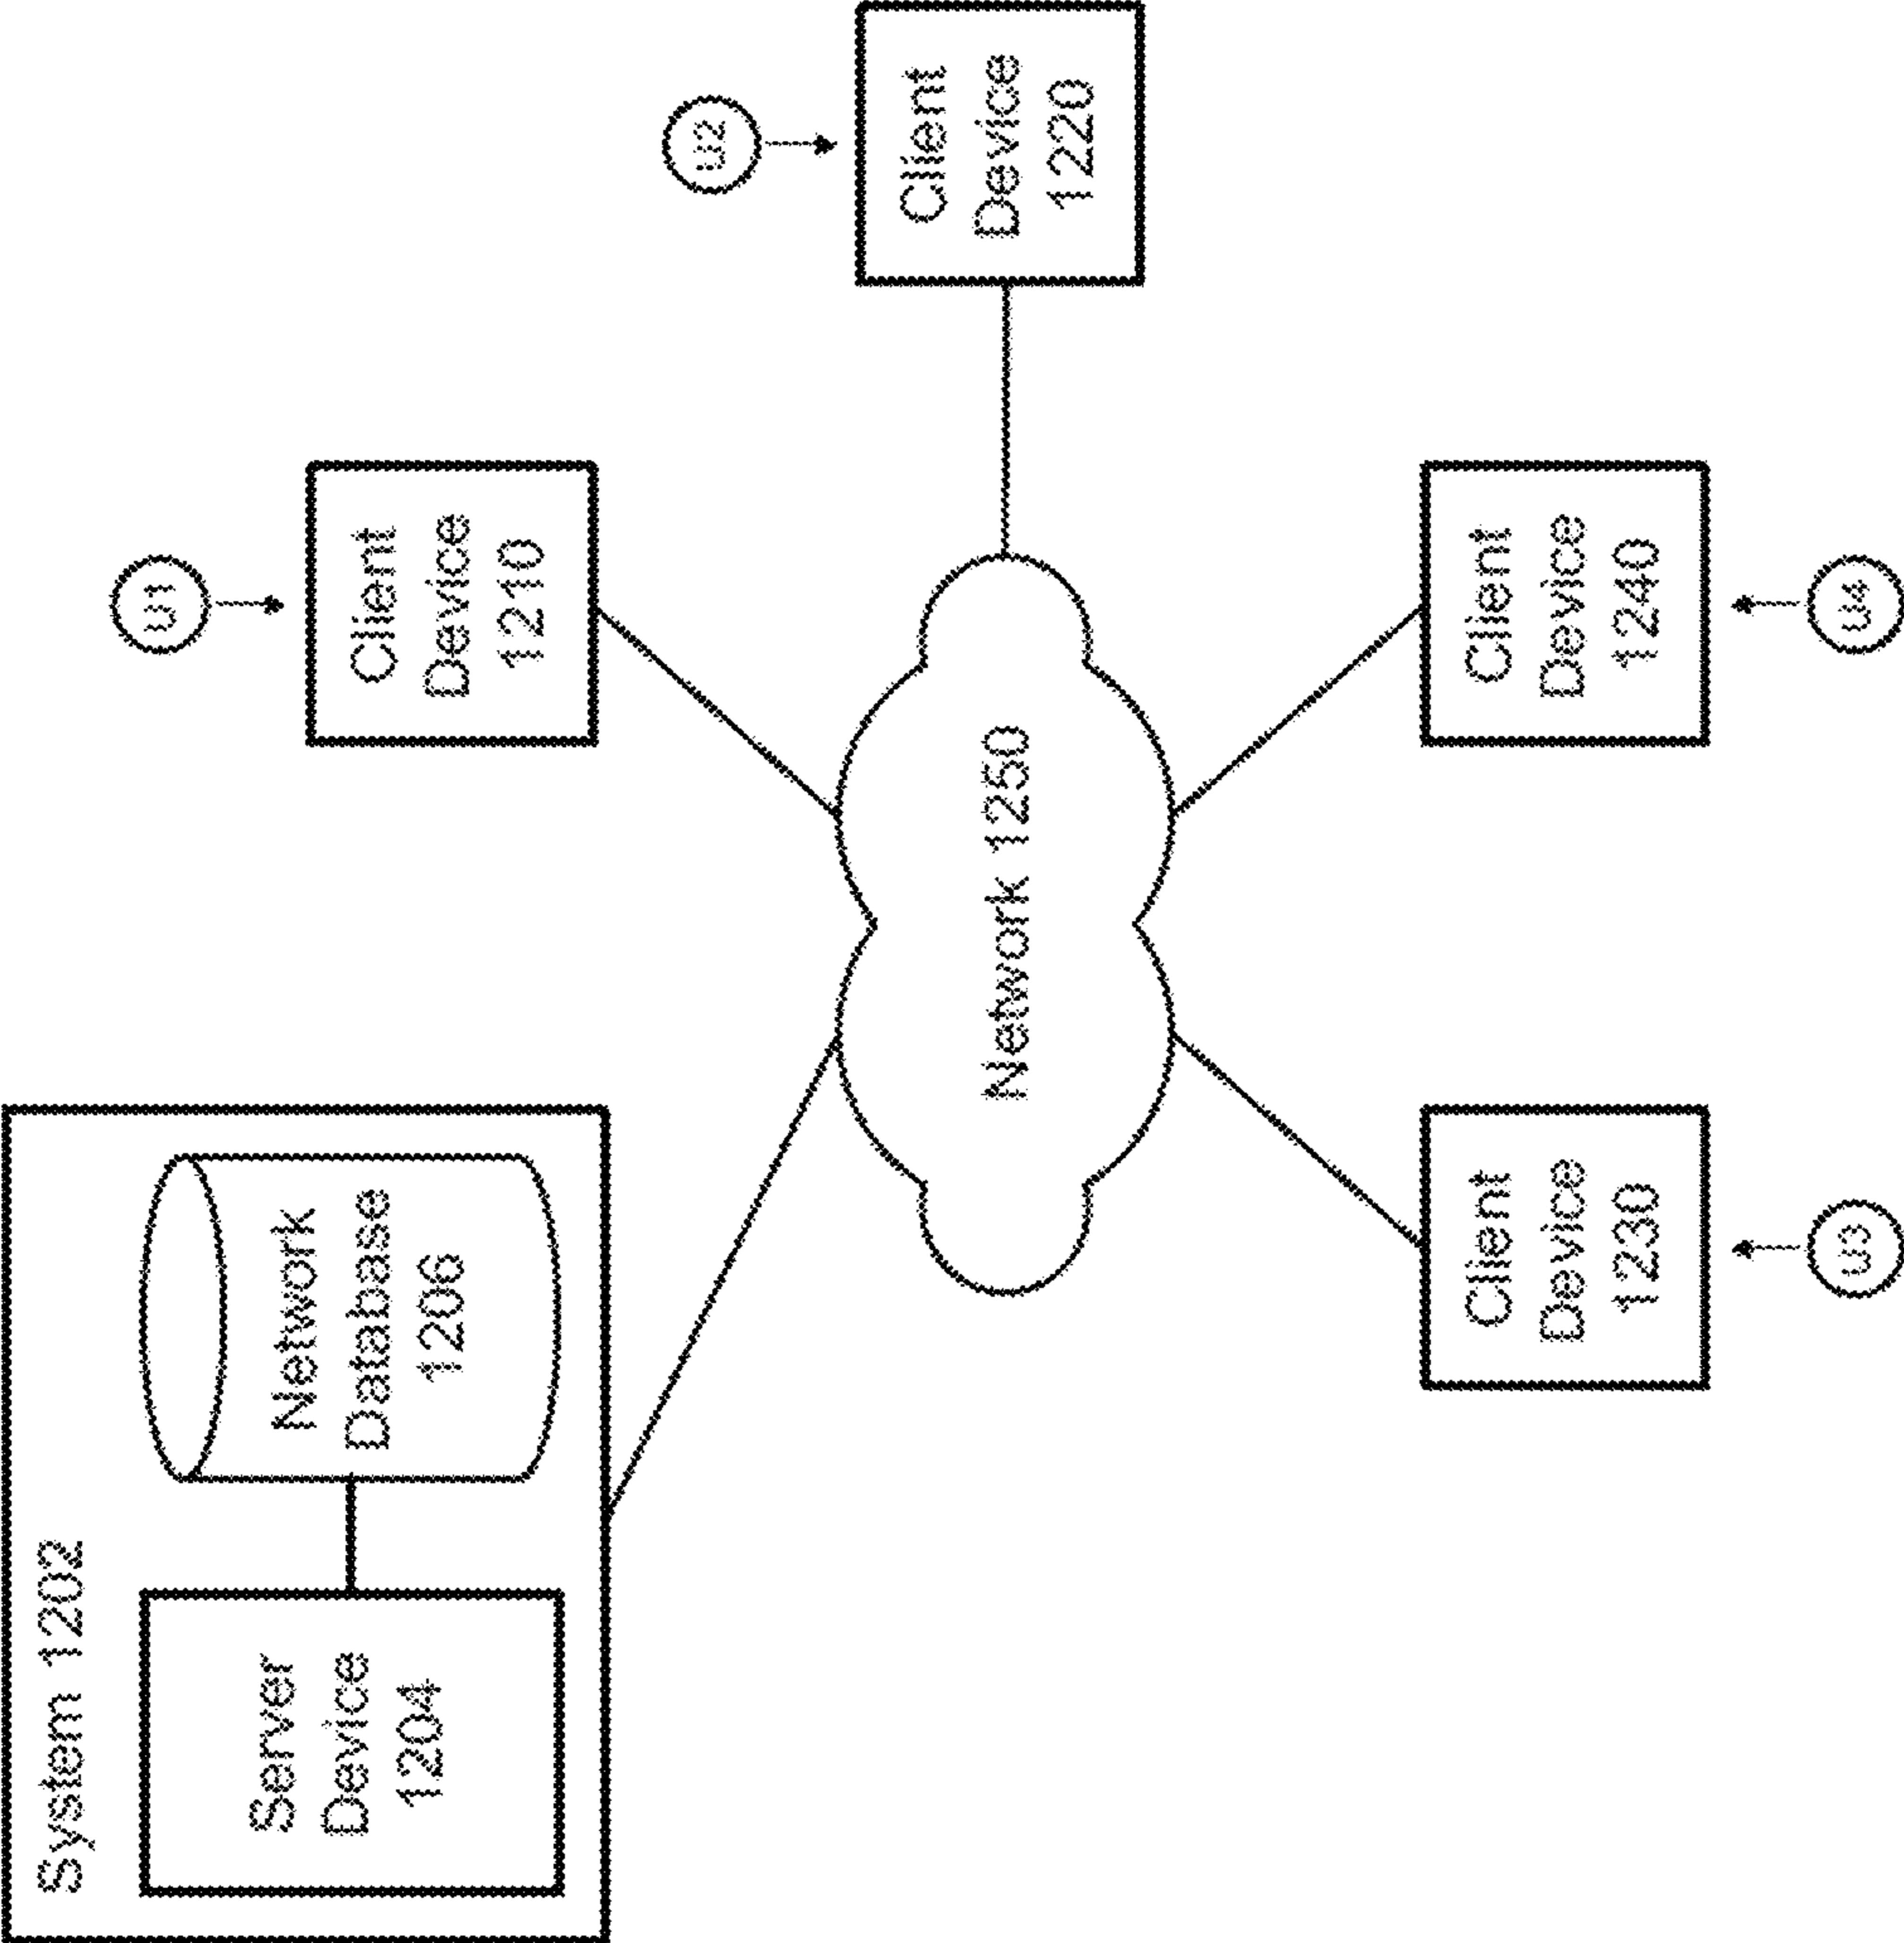 System 1202
Server
Device
1204
Network
Database
1206
U1
Client
Device
1210
U2
Client
Device
1220
Network 1250
Client
Device
1230
U3
Client
Device
1240
U4